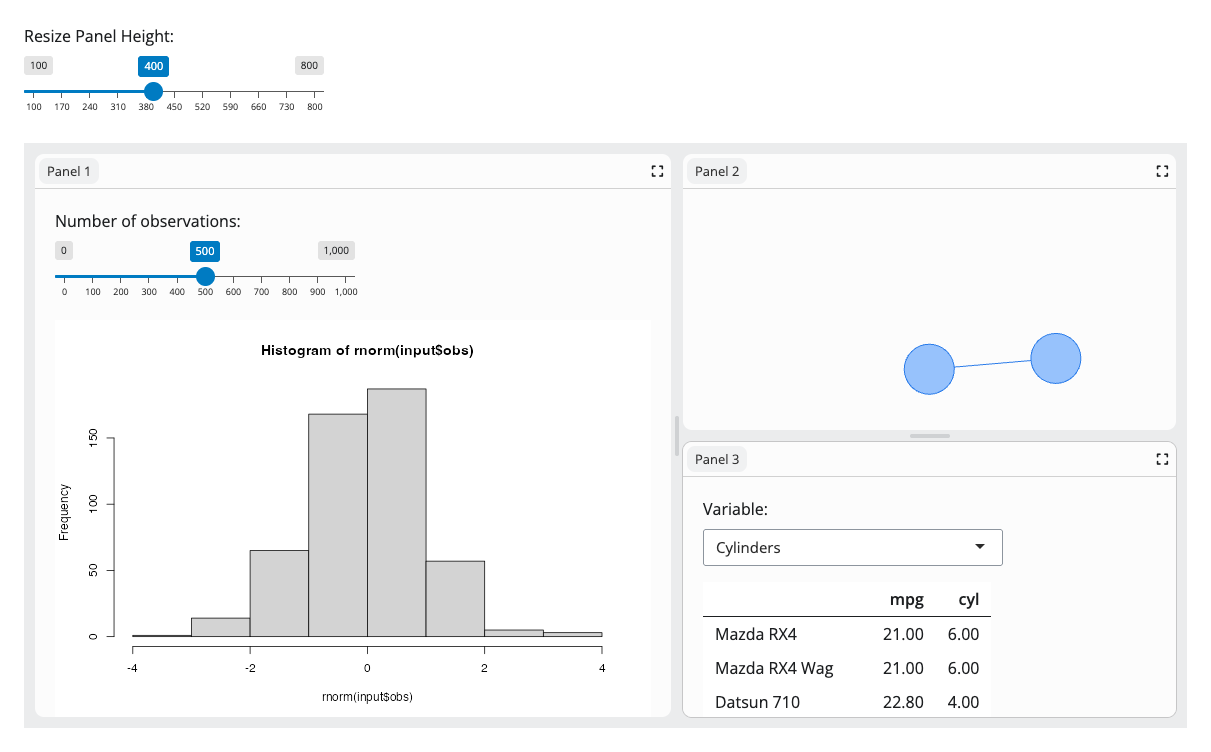 Resize Panel Height:
100 400 800
100 170 240 310 380 450 520 590 660 730 800
Panel 1
Number of observations:
0 500 1,000
0 100 200 300 400 500 600 700 800 900 1,000
Histogram of rnorm(input$obs)
Frequency
150
100
50
0
-4 -2 0 2 4
rnorm(input$obs)
Panel 2
Panel 3
Variable:
Cylinders
mpg cyl
Mazda RX4 21.00 6.00
Mazda RX4 Wag 21.00 6.00
Datsun 710 22.80 4.00